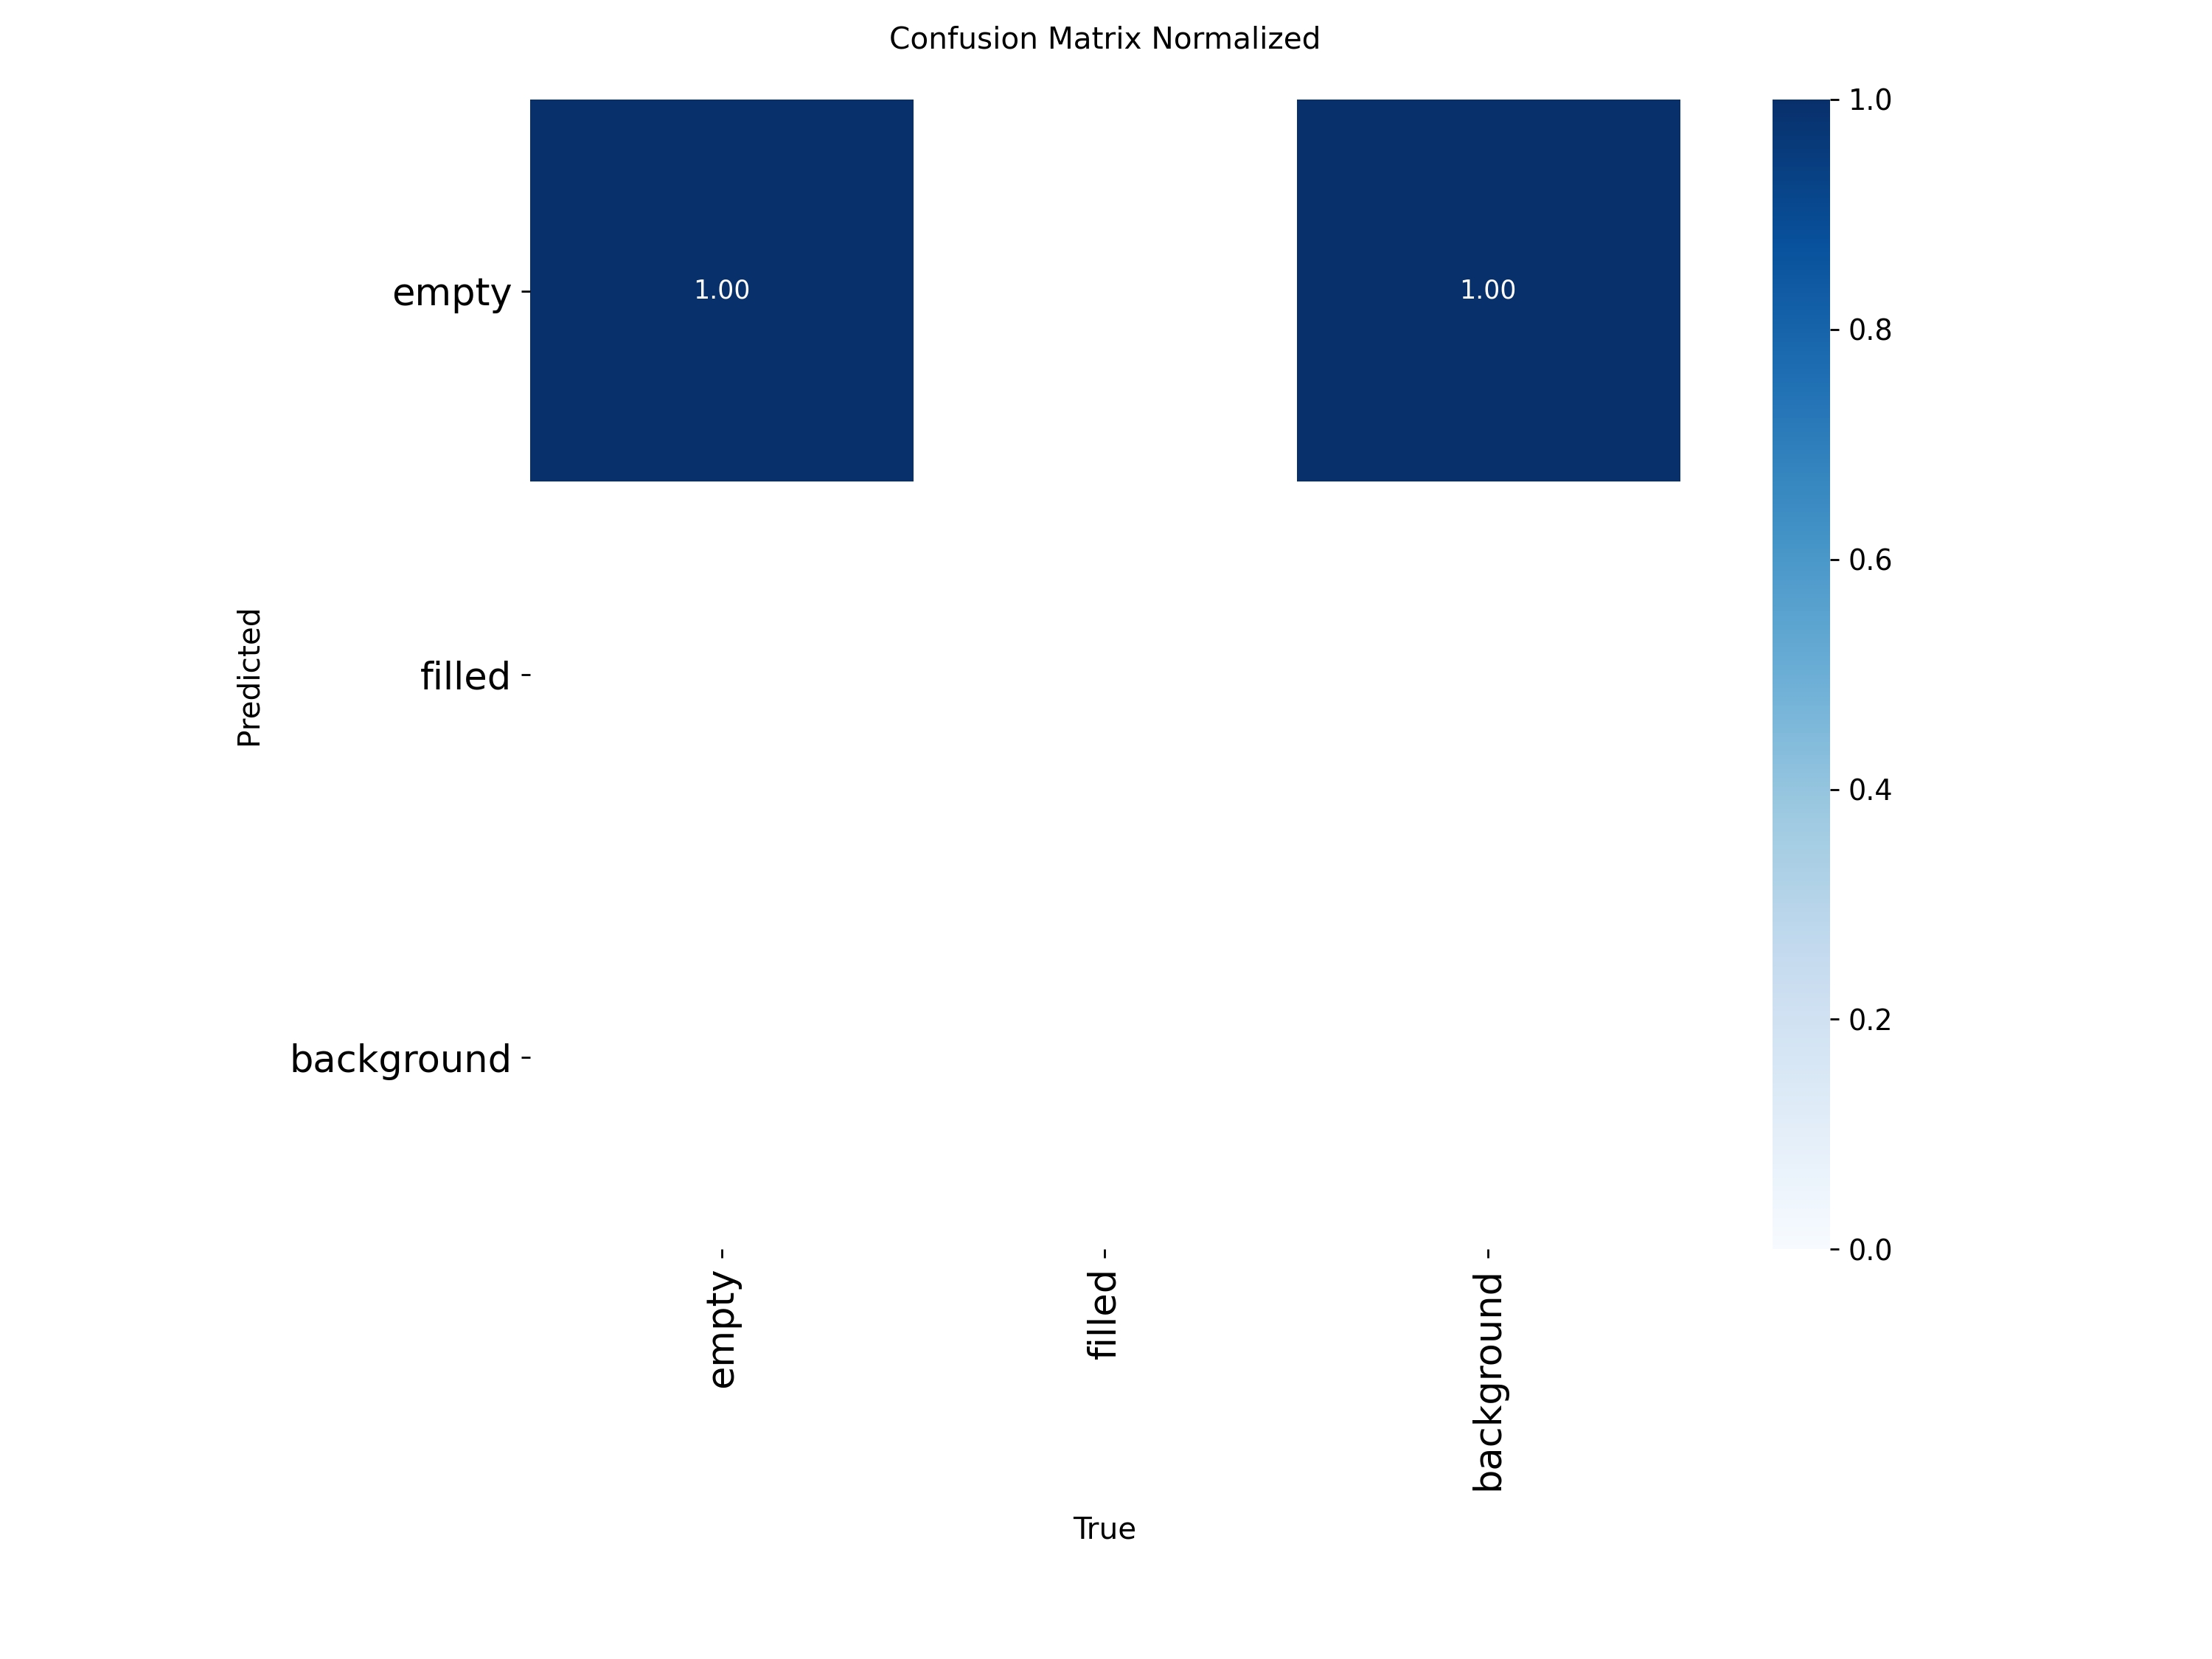 Confusion Matrix Normalized
1.00
1.00
empty
filled
background
Predicted
empty
filled
background
True
1.0
0.8
0.6
0.4
0.2
0.0